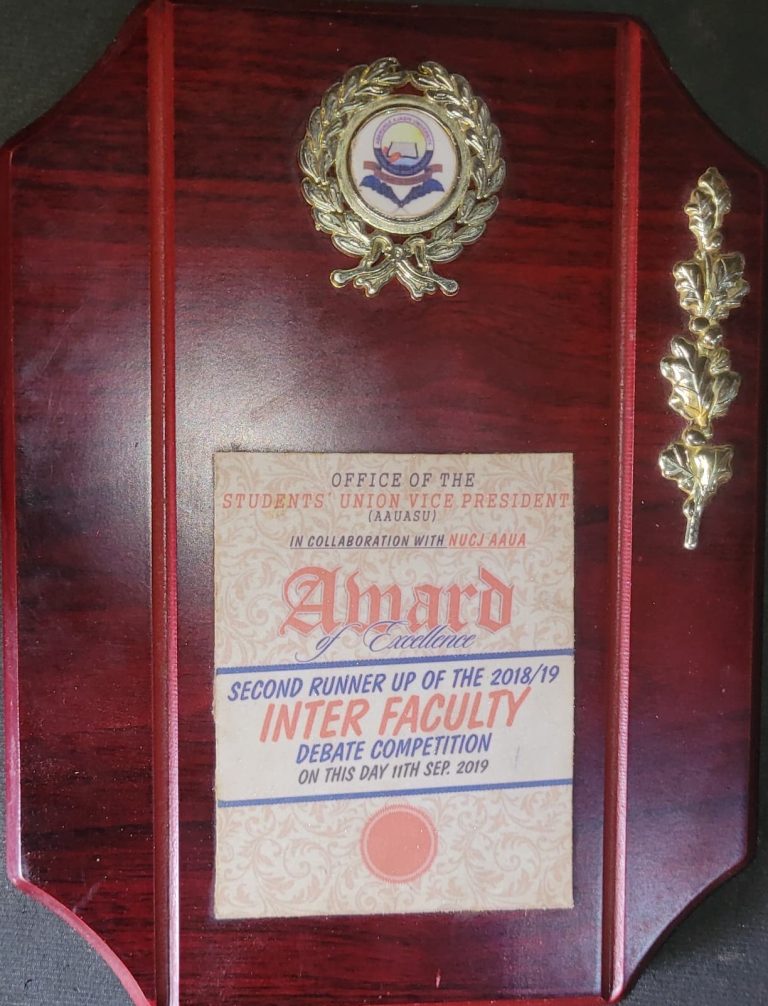 OFFICE OF THE
STUDENTS' UNION VICE PRESIDENT
(AAUASU)
IN COLLABORATION WITH NUCJ AAUA
Award
of Excellence
SECOND RUNNER UP OF THE 2018/19
INTER FACULTY
DEBATE COMPETITION
ON THIS DAY 11TH SEP. 2019